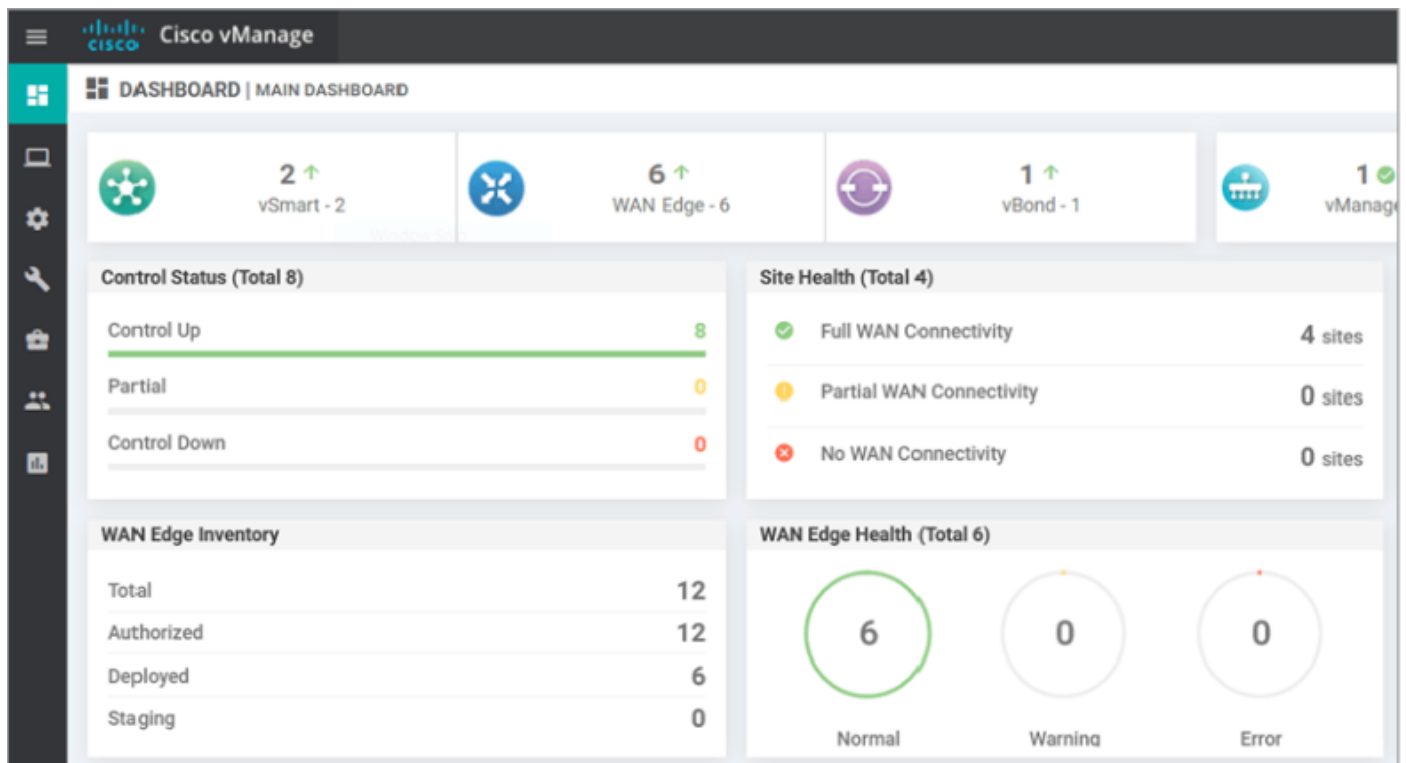 CISCO Cisco vManage
DASHBOARD | MAIN DASHBOARD
2 6 1 1
vSmart - 2 WAN Edge - 6 vBond - 1 vManage
Control Status (Total 8)
Control Up 8
Partial 0
Control Down 0
Site Health (Total 4)
Full WAN Connectivity 4 sites
Partial WAN Connectivity 0 sites
No WAN Connectivity 0 sites
WAN Edge Inventory
Total 12
Authorized 12
Deployed 6
Staging 0
WAN Edge Health (Total 6)
6 0 0
Normal Warning Error